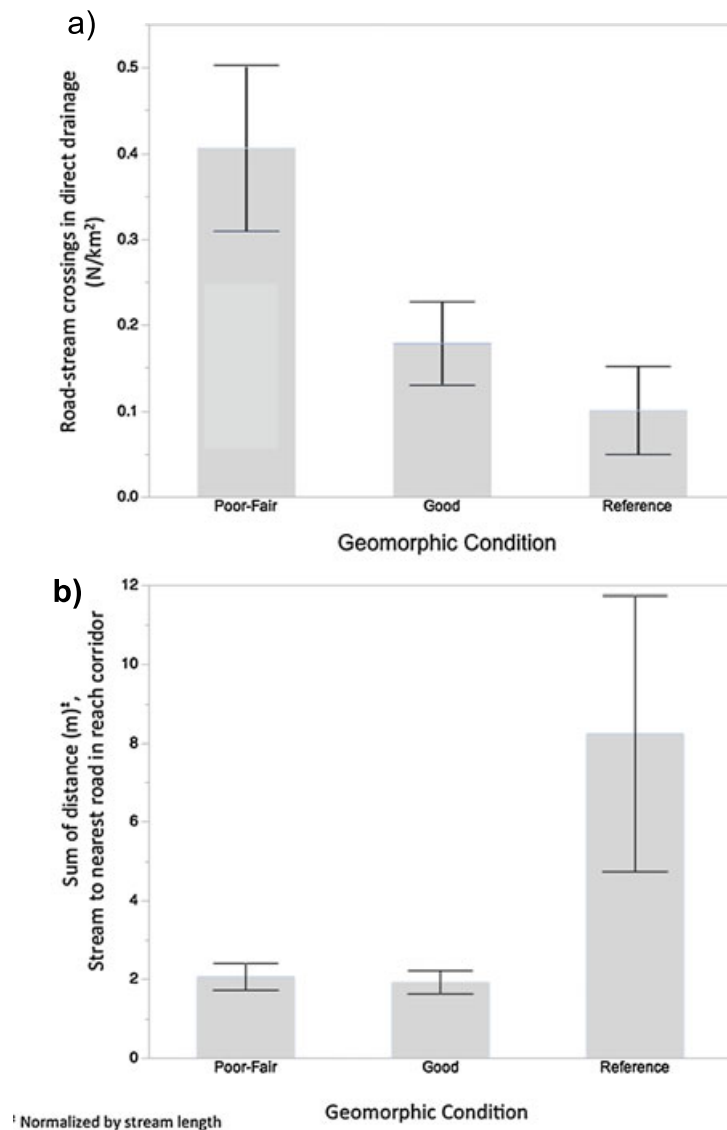 a)
Road-stream crossings in direct drainage
(N/km²)
0.5
0.4
0.3
0.2
0.1
0.0
Poor-Fair Good Reference
Geomorphic Condition
b)
Sum of distance (m)‡,
Stream to nearest road in reach corridor
12
10
8
6
4
2
0
Poor-Fair Good Reference
Geomorphic Condition
‡ Normalized by stream length